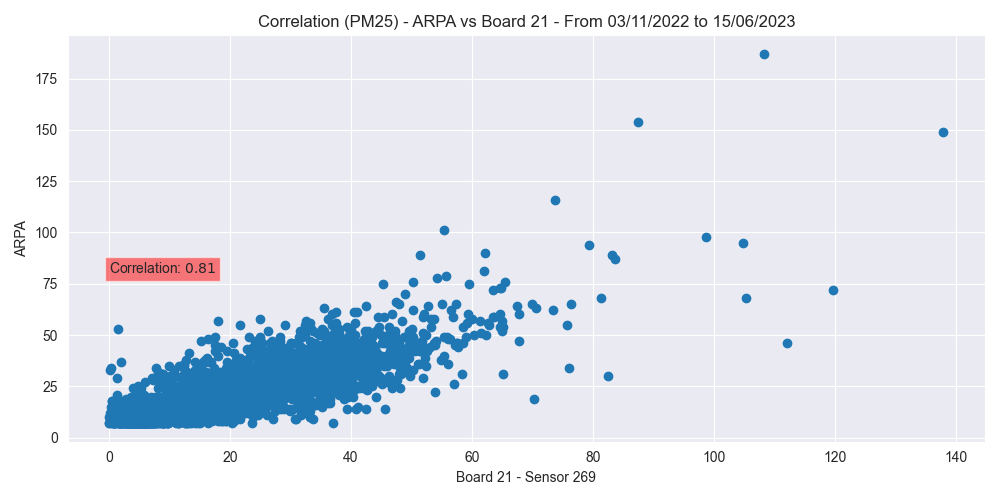 Correlation (PM25) - ARPA vs Board 21 - From 03/11/2022 to 15/06/2023
175
150
125
100
75
50
25
0
ARPA
Correlation: 0.81
0 20 40 60 80 100 120 140
Board 21 - Sensor 269